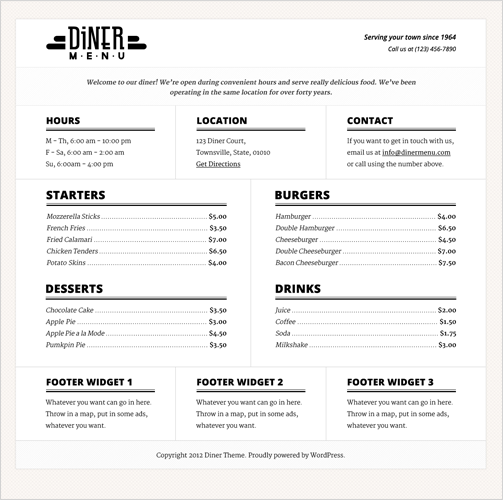 DINER
M·E·N·U
Serving your town since 1964
Call us at (123) 456-7890
Welcome to our diner! We're open during convenient hours and serve really delicious food. We've been
operating in the same location for over forty years.
HOURS
M – Th, 6:00 am – 10:00 pm
F – Sa, 6:00 am – 2:00 am
Su, 6:00am – 4:00 pm
LOCATION
123 Diner Court,
Townsville, State, 01010
Get Directions
CONTACT
If you want to get in touch with us,
email us at info@dinermenu.com
or call using the number above.
STARTERS
Mozzerella Sticks $5.00
French Fries $3.50
Fried Calamari $7.00
Chicken Tenders $6.50
Potato Skins $4.00
BURGERS
Hamburger $4.00
Double Hamburger $6.50
Cheeseburger $4.50
Double Cheeseburger $7.00
Bacon Cheeseburger $7.50
DESSERTS
Chocolate Cake $3.50
Apple Pie $3.00
Apple Pie a la Mode $4.50
Pumkpin Pie $3.50
DRINKS
Juice $2.00
Coffee $1.50
Soda $1.75
Milkshake $3.00
FOOTER WIDGET 1
Whatever you want can go in here.
Throw in a map, put in some ads,
whatever you want.
FOOTER WIDGET 2
Whatever you want can go in here.
Throw in a map, put in some ads,
whatever you want.
FOOTER WIDGET 3
Whatever you want can go in here.
Throw in a map, put in some ads,
whatever you want.
Copyright 2012 Diner Theme. Proudly powered by WordPress.